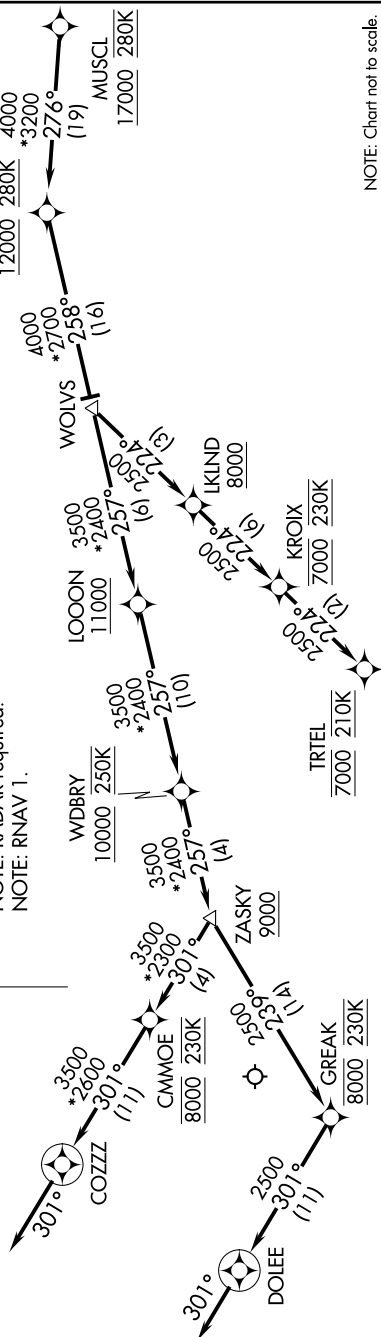 NOTE: RNAV 1.
MUSCL
17000 280K
4000
*3200
276°
(19)
12000 280K
4000
*2700
258°
(16)
WOLVS
3500
*2400
257°
(6)
LOOON
11000
3500
*2400
257°
(10)
WDBRY
10000 250K
3500
*2400
257°
(4)
ZASKY
9000
3500
*2300
301°
(4)
CMMOE
8000 230K
3500
*2600
301°
(11)
COZZZ
301°
2500
239°
(14)
GREAK
8000 230K
2500
301°
(11)
DOLEE
301°
2500
224°
(3)
LKLND
8000
2500
224°
(6)
KROIX
7000 230K
2500
224°
(2)
TRTEL
7000 210K
NOTE: Chart not to scale.